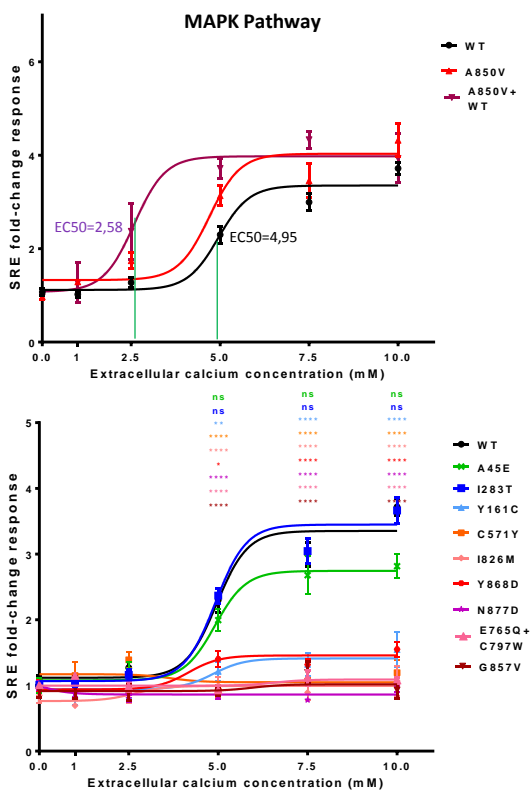 MAPK Pathway
SRE fold-change response
6
4
2
0
0.0 1 2.5 5.0 7.5 10.0
Extracellular calcium concentration (mM)
EC50=2,58
EC50=4,95
WT
A850V
A850V+
WT
SRE fold-change response
5
4
3
2
1
0
0.0 1 2.5 5.0 7.5 10.0
Extracellular calcium concentration (mM)
ns ns ns
ns ns ns
** **** ****
**** **** ****
**** **** ****
* **** ****
**** **** ****
**** **** ****
**** **** ****
WT
A45E
I283T
Y161C
C571Y
I826M
Y868D
N877D
E765Q+
C797W
G857V